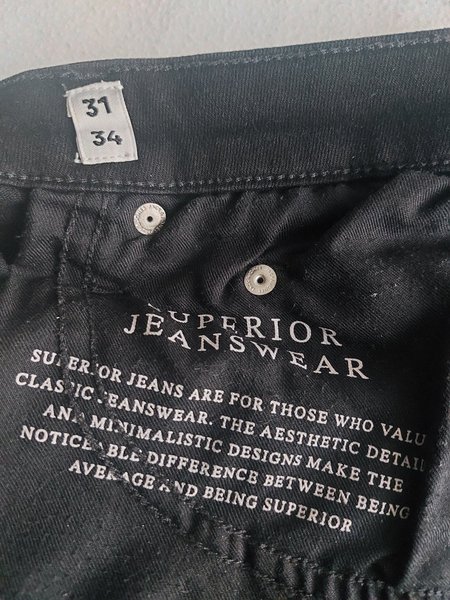 31
34
SUPERIOR
JEANSWEAR
SUPERIOR JEANS ARE FOR THOSE WHO VALU
CLASSIC JEANSWEAR. THE AESTHETIC DETAIL
AND MINIMALISTIC DESIGNS MAKE THE
NOTICEABLE DIFFERENCE BETWEEN BEING
AVERAGE AND BEING SUPERIOR